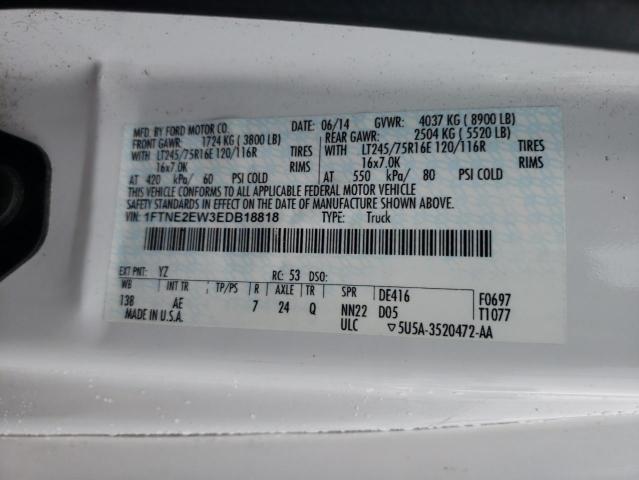 MFD. BY FORD MOTOR CO. DATE: 06/14 GVWR: 4037 KG ( 8900 LB)
FRONT GAWR: 1724 KG ( 3800 LB) REAR GAWR: 2504 KG ( 5520 LB)
WITH LT245/75R16E 120/116R TIRES WITH LT245/75R16E 120/116R TIRES
16x7.0K RIMS 16x7.0K RIMS
AT 420 kPa/ 60 PSI COLD AT 550 kPa/ 80 PSI COLD
THIS VEHICLE CONFORMS TO ALL APPLICABLE FEDERAL MOTOR VEHICLE
SAFETY STANDARDS IN EFFECT ON THE DATE OF MANUFACTURE SHOWN ABOVE.
VIN: 1FTNE2EW3EDB18818 TYPE: Truck
EXT PNT: YZ RC: 53 DSO:
WB INT TR TP/PS R AXLE TR SPR DE416 F0697
138 AE 7 24 Q NN22 D05 T1077
MADE IN U.S.A. ULC 5U5A-3520472-AA